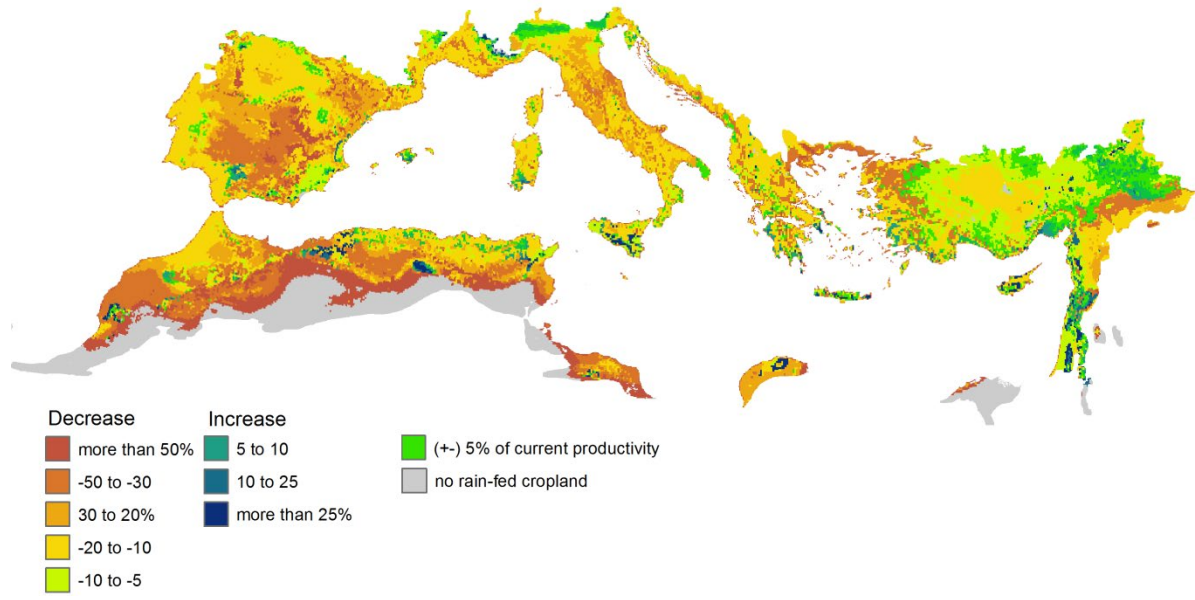 Decrease
more than 50%
-50 to -30
30 to 20%
-20 to -10
-10 to -5
Increase
5 to 10
10 to 25
more than 25%
(+-) 5% of current productivity
no rain-fed cropland